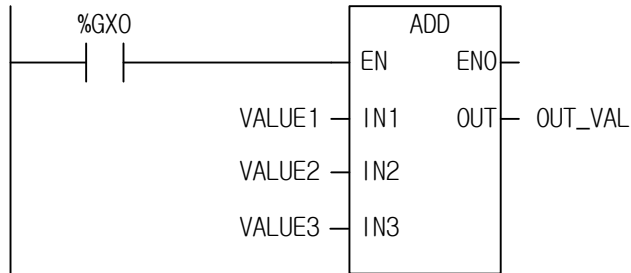 %GX0 ADD
EN ENO
VALUE1 IN1 OUT OUT_VAL
VALUE2 IN2
VALUE3 IN3